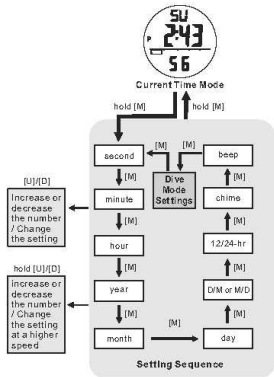 SU
P 2:43
56
Current Time Mode
hold [M]
hold [M]
[M]
[M]
second
Dive
Mode
Settings
beep
[U]/[D]
Increase or
decrease
the number
/ Change
the setting
[M]
minute
[M]
hour
[M]
year
[M]
month
hold [U]/[D]
increase or
decrease
the number
/ Change
the setting
at a higher
speed
[M]
day
[M]
D/M or M/D
[M]
12/24-hr
[M]
chime
[M]
Setting Sequence